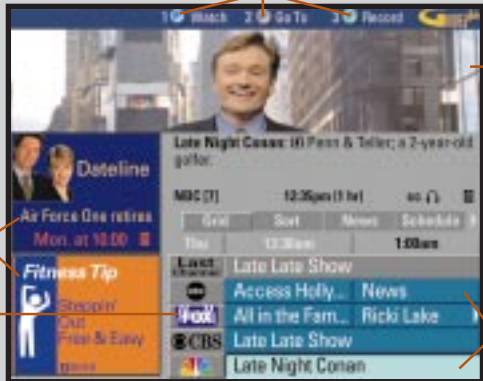 1 Watch 2 Go To 3 Record
Late Night Conan: (R) Penn & Teller; a 2-year-old
golfer.
NBC [7] 12:35pm (1 hr)
Grid Sort News Schedule
Thu 12:30am 1:00am
Dateline
Air Force One retires
Mon. at 10:00
Fitness Tip
Steppin'
Out
Free & Easy
Last
Channel
Late Late Show
abc Access Holly... News
FOX All in the Fam... Ricki Lake
CBS Late Late Show
Late Night Conan